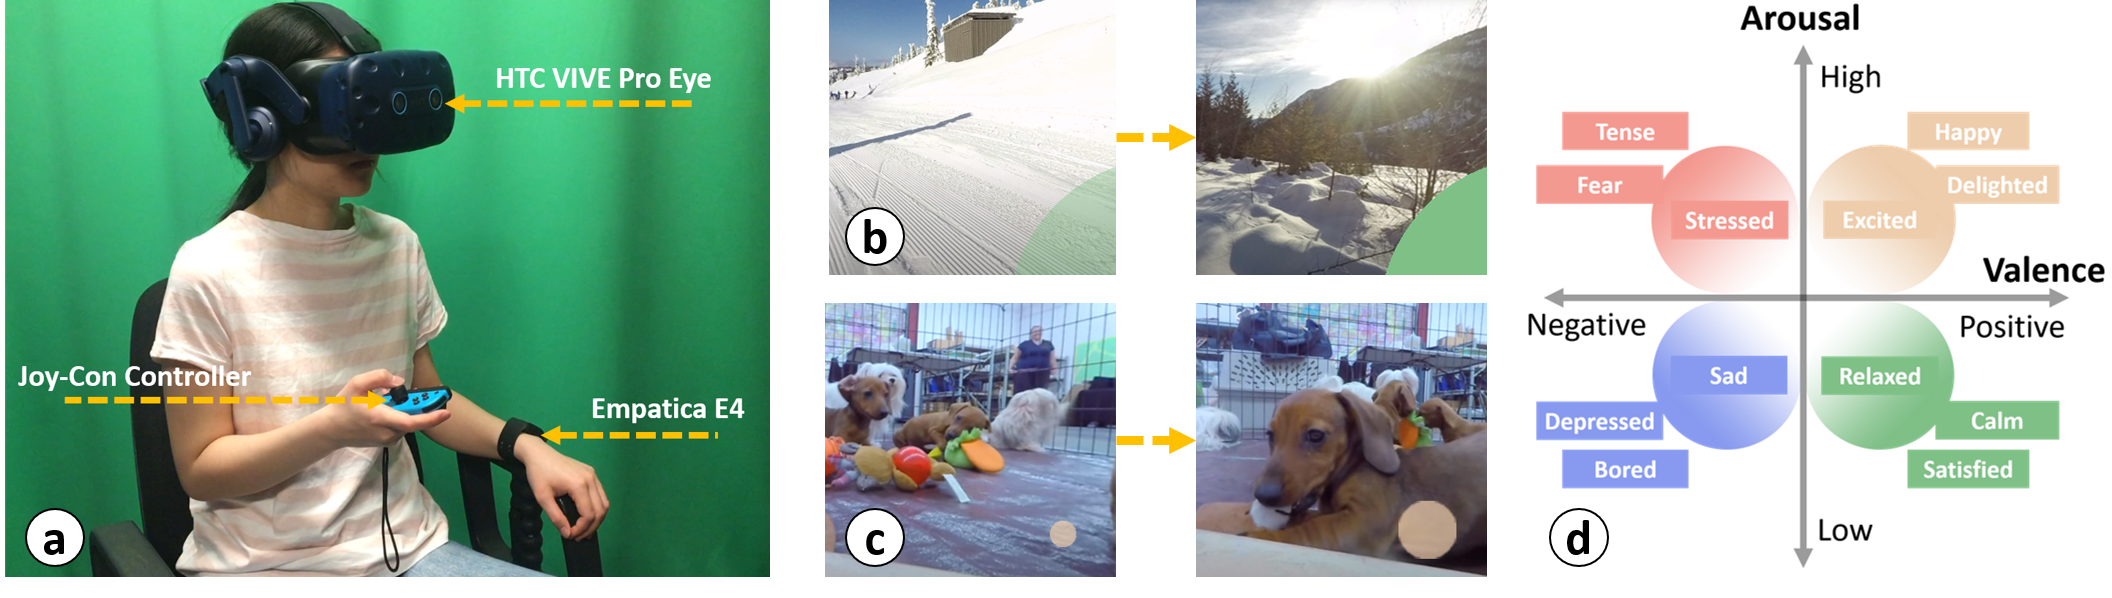 HTC VIVE Pro Eye
Joy-Con Controller
Empatica E4
a
b
c
Arousal
High
Tense
Happy
Fear
Delighted
Stressed
Excited
Valence
Negative
Positive
Sad
Relaxed
Depressed
Calm
Bored
Satisfied
Low
d